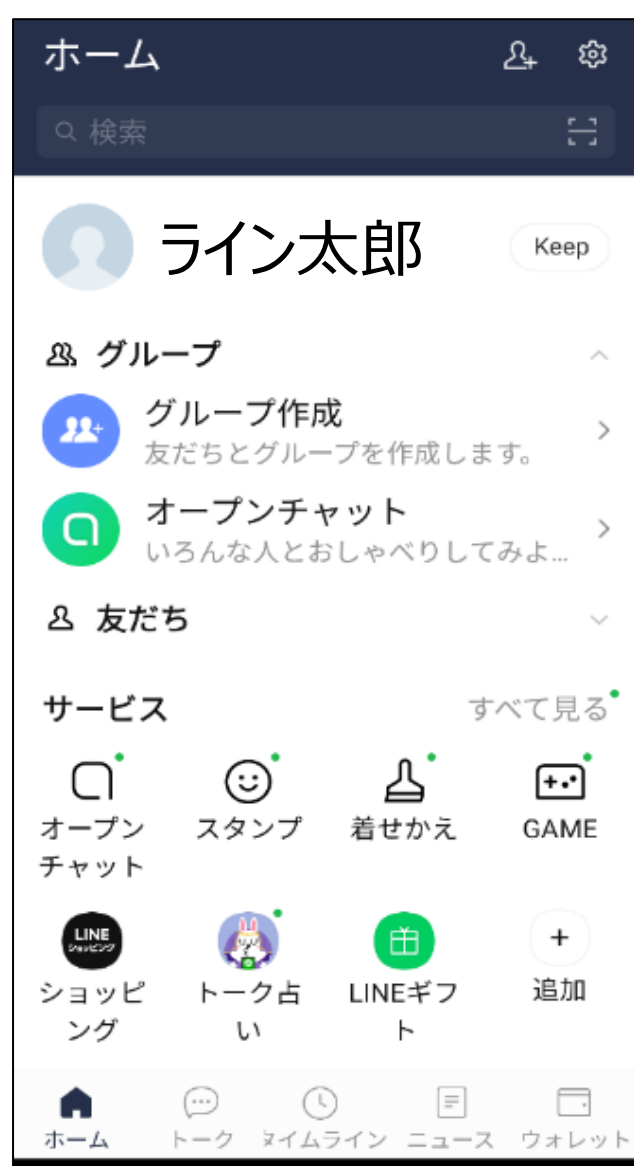 ホーム
検索
ライン太郎
Keep
グループ
グループ作成
友だちとグループを作成します。
オープンチャット
いろんな人とおしゃべりしてみよ...
友だち
サービス
すべて見る
オープン
チャット
スタンプ
着せかえ
GAME
LINE
ショッピング
ショッピ
ング
トーク占
い
LINEギフ
ト
追加
ホーム
トーク
タイムライン
ニュース
ウォレット